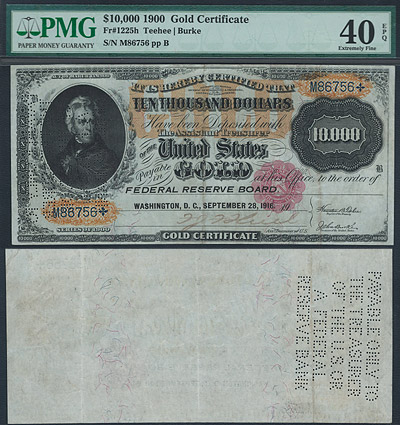 PMG
PAPER MONEY GUARANTY
$10,000 1900 Gold Certificate
Fr#1225h Teehee | Burke
S/N M86756 pp B
40 EPQ
Extremely Fine
IT IS HEREBY CERTIFIED THAT
M86756
TEN THOUSAND DOLLARS
Have been Deposited with
The Assistant Treasurer
of the
10.000
United States
Payable in GOLD at his Office, to the order of
FEDERAL RESERVE BOARD
M86756
WASHINGTON, D. C., SEPTEMBER 28, 1916
SERIES OF 1900
GOLD CERTIFICATE
PAYABLE ONLY TO
THE TREASURER
OF THE U.S. OR
A FEDERAL
RESERVE BANK